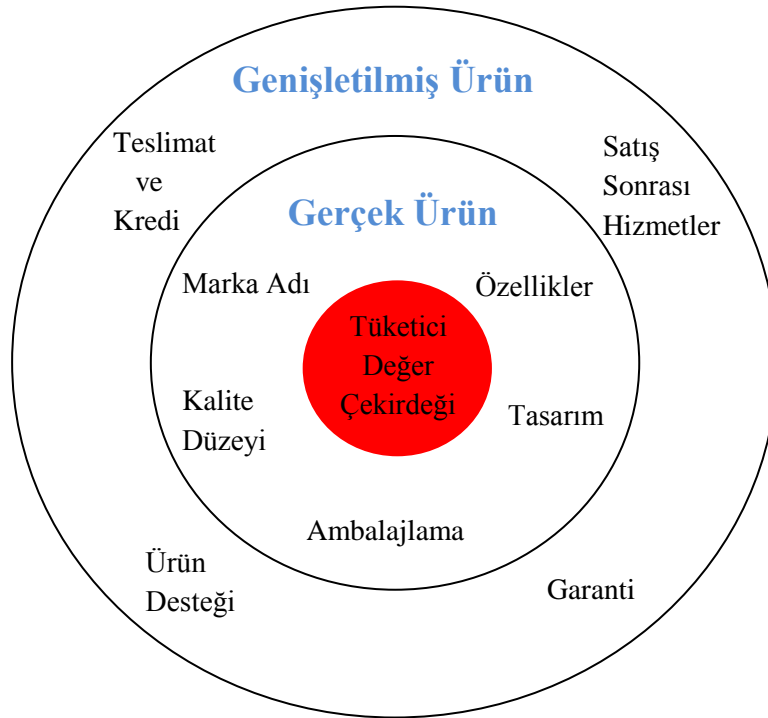 Genişletilmiş Ürün
Teslimat
ve
Kredi
Satış
Sonrası
Hizmetler
Gerçek Ürün
Marka Adı
Özellikler
Tüketici
Değer
Çekirdeği
Kalite
Düzeyi
Tasarım
Ambalajlama
Ürün
Desteği
Garanti